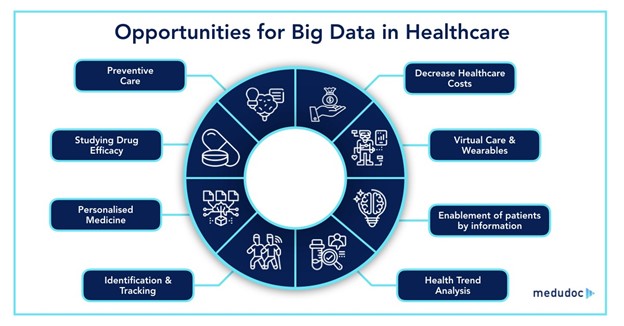 Opportunities for Big Data in Healthcare
Preventive
Care
Decrease Healthcare
Costs
Studying Drug
Efficacy
Virtual Care &
Wearables
Personalised
Medicine
Enablement of patients
by information
Identification &
Tracking
Health Trend
Analysis
medudoc